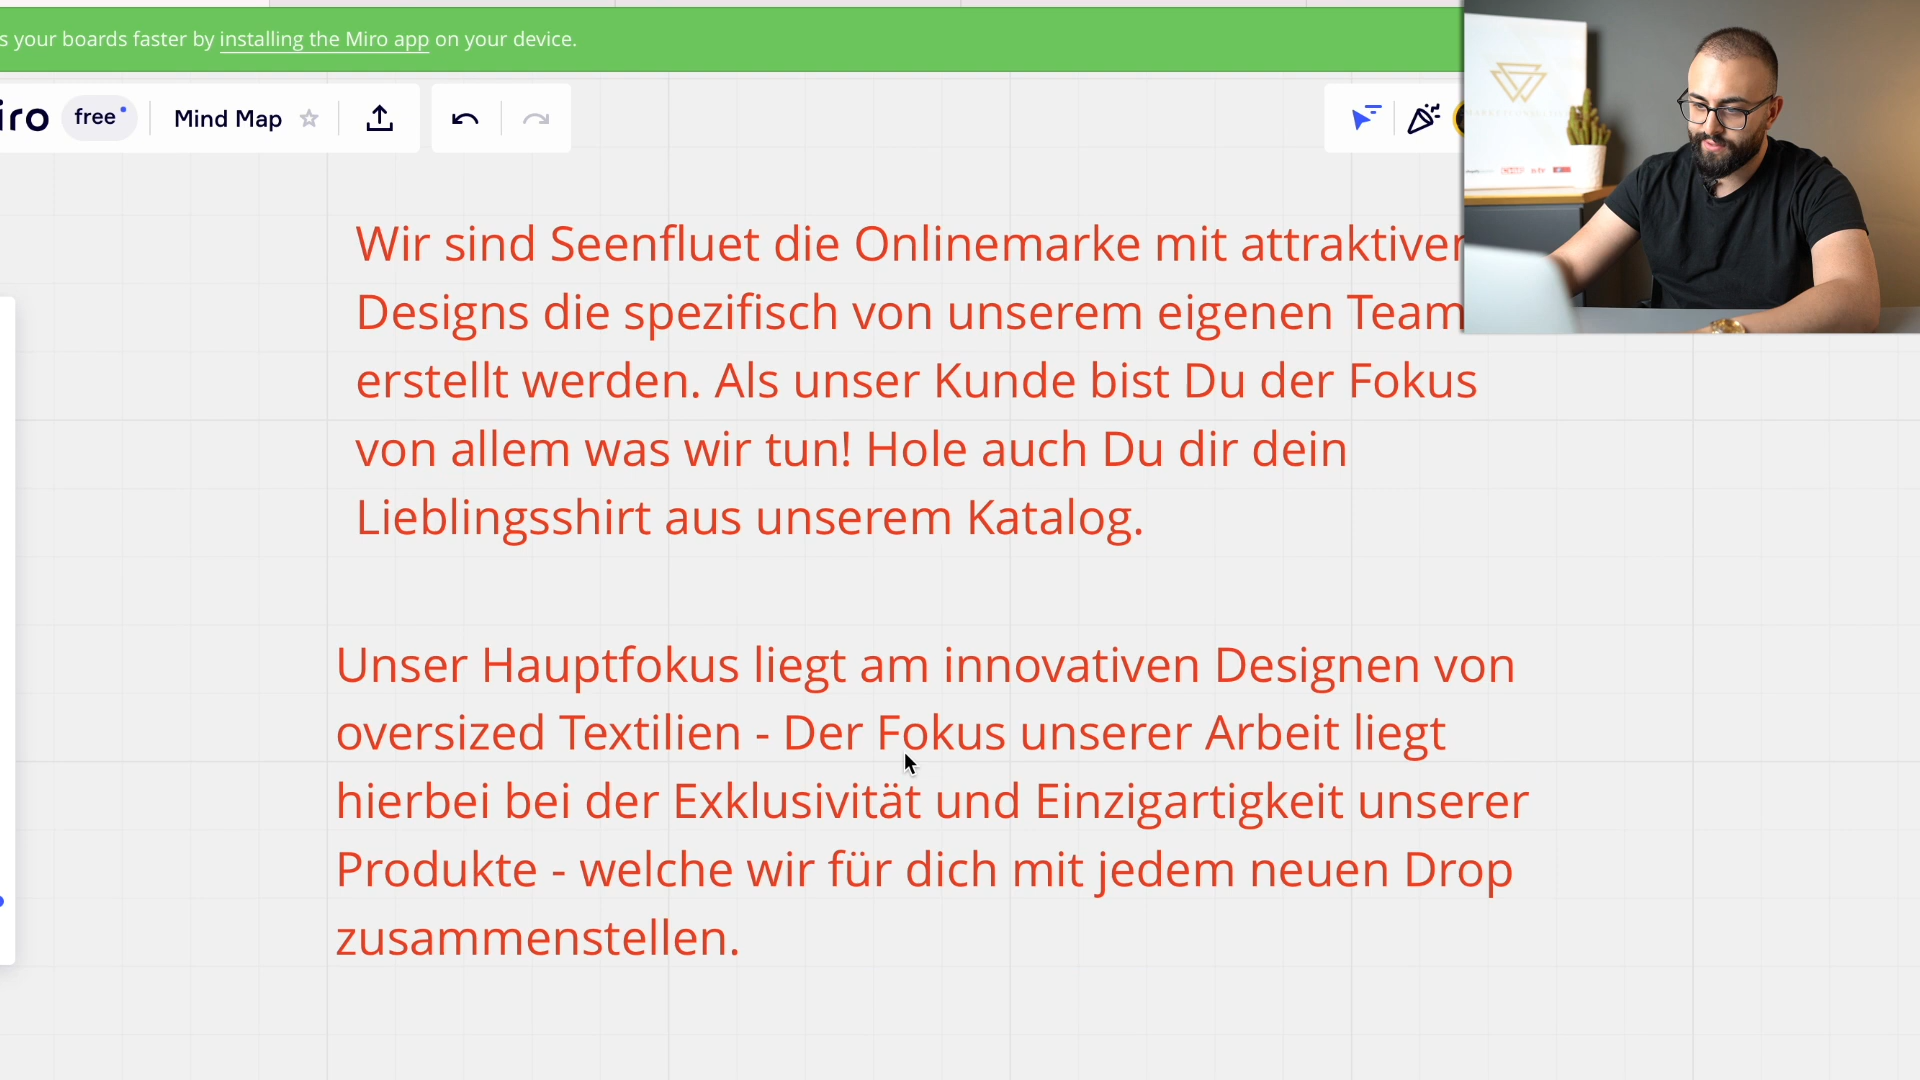 s your boards faster by installing the Miro app on your device.
iro free Mind Map
Wir sind Seenfluet die Onlinemarke mit attraktiven
Designs die spezifisch von unserem eigenen Team
erstellt werden. Als unser Kunde bist Du der Fokus
von allem was wir tun! Hole auch Du dir dein
Lieblingsshirt aus unserem Katalog.
Unser Hauptfokus liegt am innovativen Designen von
oversized Textilien - Der Fokus unserer Arbeit liegt
hierbei bei der Exklusivität und Einzigartigkeit unserer
Produkte - welche wir für dich mit jedem neuen Drop
zusammenstellen.